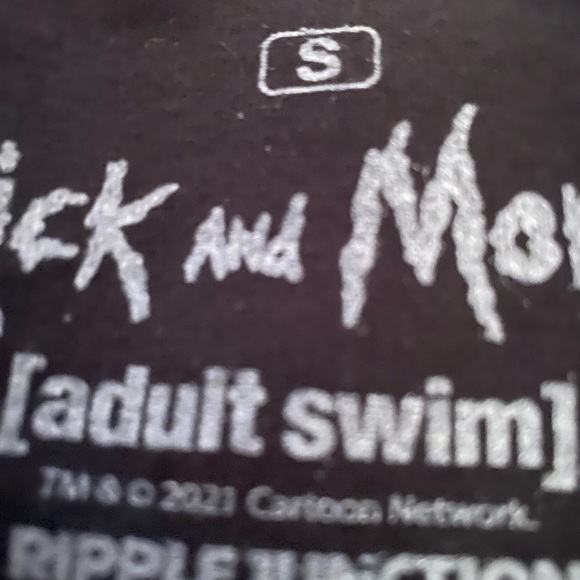 S
ick AND Mo
[adult swim]
TM & © 2021 Cartoon Network.
RIPPLE JUNCTION